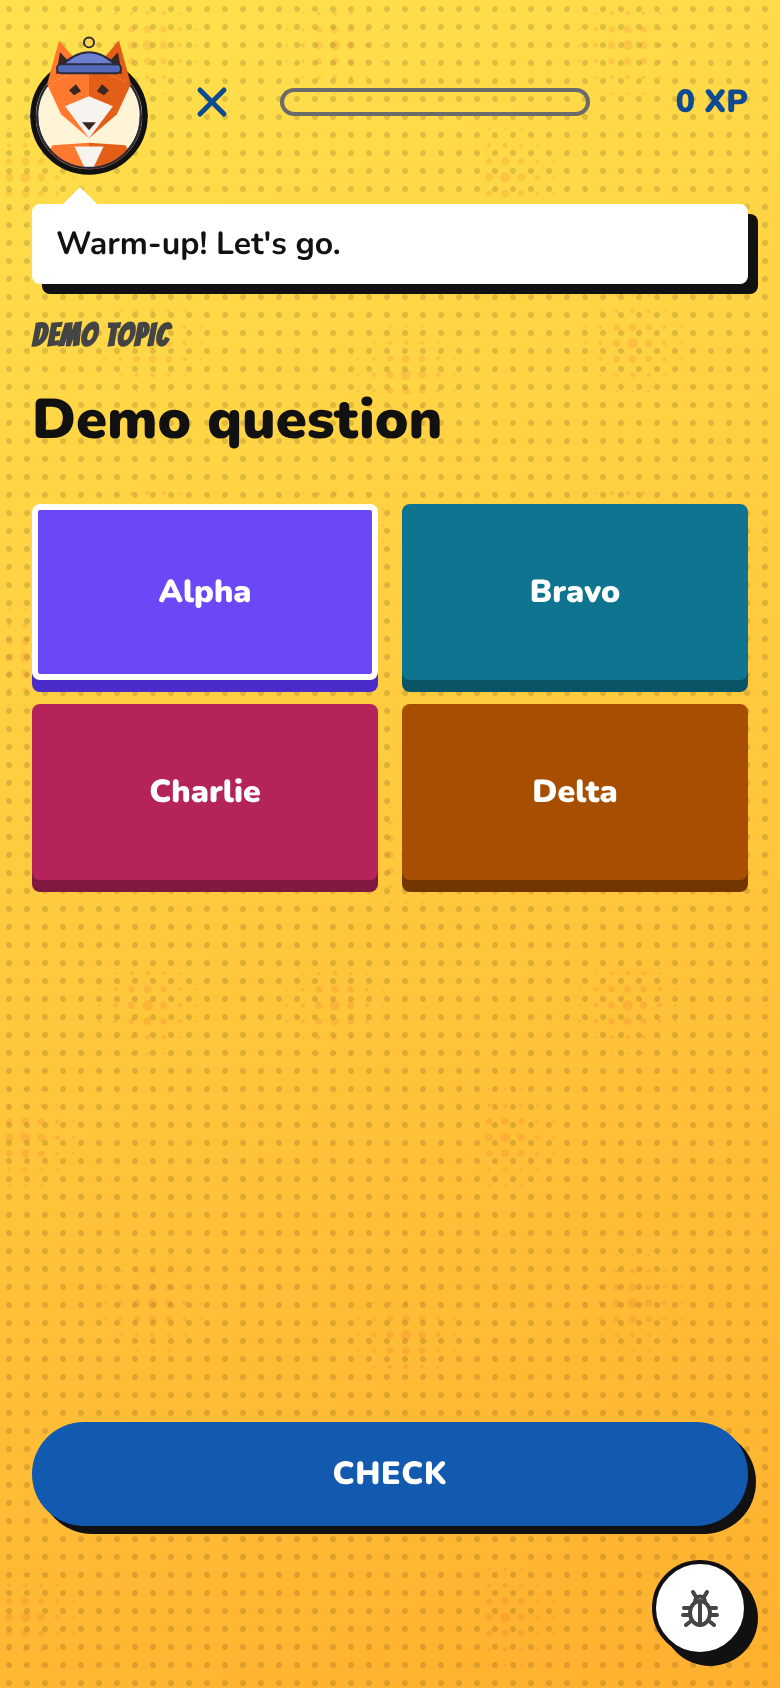 0 XP
Warm-up! Let's go.
DEMO TOPIC
Demo question
Alpha
Bravo
Charlie
Delta
CHECK